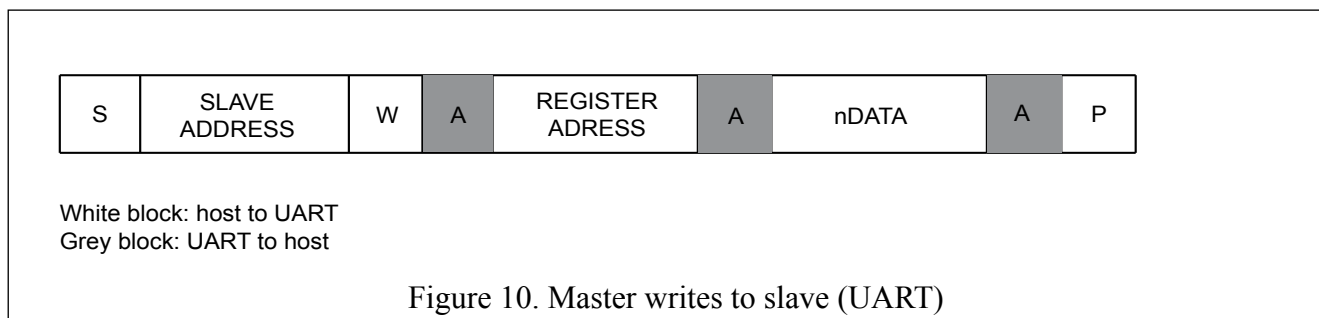 S
SLAVE
ADDRESS
W
A
REGISTER
ADRESS
A
nDATA
A
P
White block: host to UART
Grey block: UART to host
Figure 10. Master writes to slave (UART)